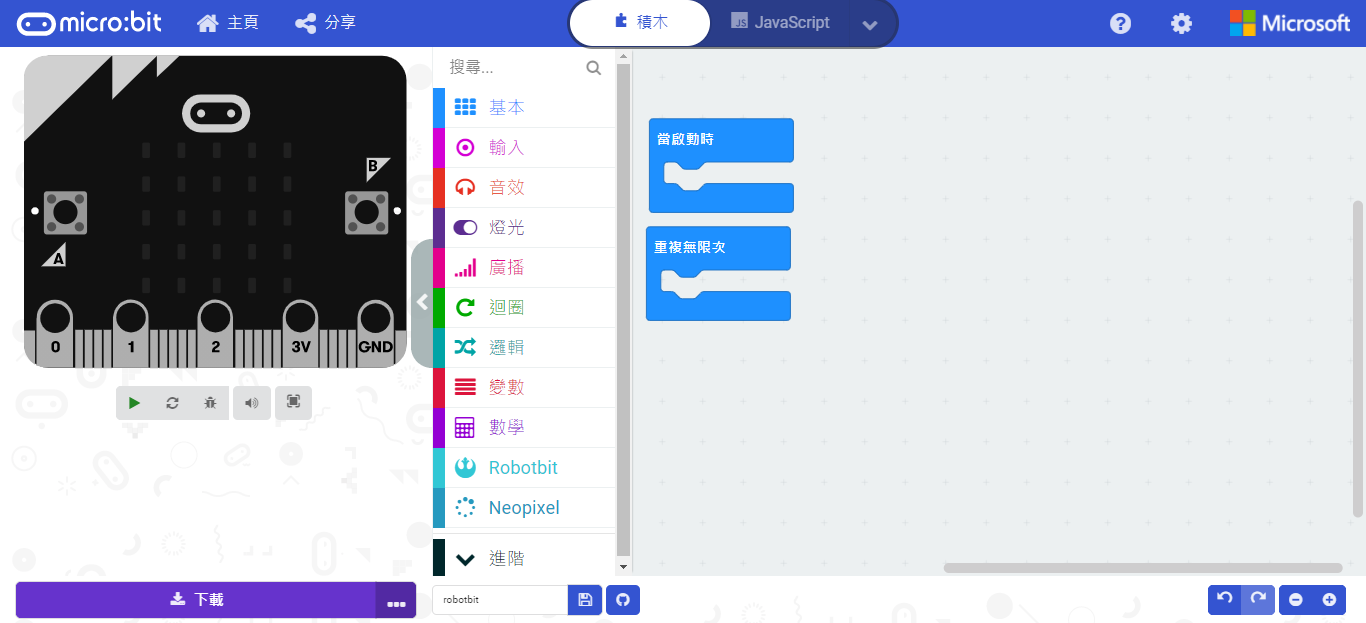 micro:bit 主頁 分享 積木 JavaScript Microsoft
搜尋...
基本
輸入
音效
燈光
廣播
迴圈
邏輯
變數
數學
Robotbit
Neopixel
進階
當啟動時
重複無限次
B
A
0 1 2 3V GND
下載
robotbit